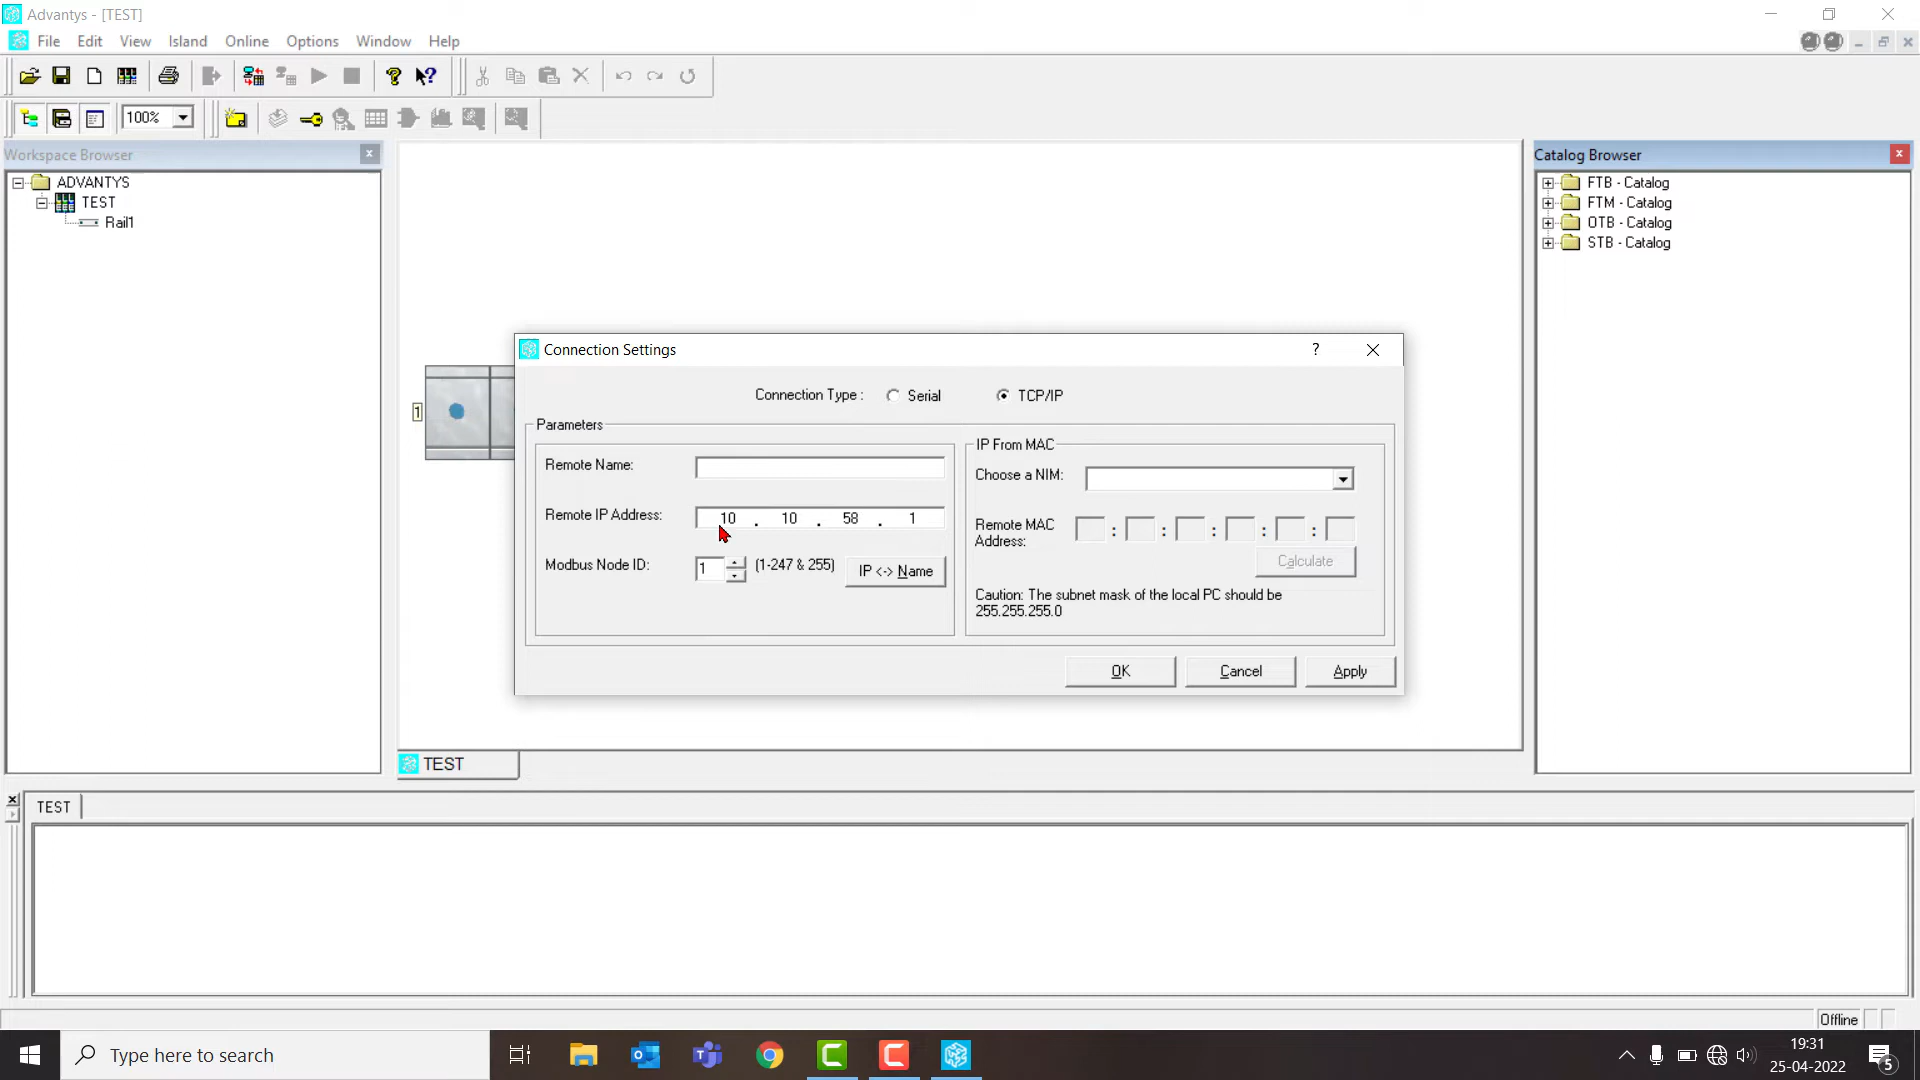 Advantys - [TEST]
File Edit View Island Online Options Window Help
100%
Workspace Browser
ADVANTYS
TEST
Rail1
Catalog Browser
FTB - Catalog
FTM - Catalog
OTB - Catalog
STB - Catalog
1
Connection Settings
Connection Type : Serial TCP/IP
Parameters
Remote Name:
Remote IP Address: 10 . 10 . 58 . 1
Modbus Node ID: 1 (1-247 & 255) IP <-> Name
IP From MAC
Choose a NIM:
Remote MAC
Address: : : : : :
Calculate
Caution: The subnet mask of the local PC should be
255.255.255.0
OK Cancel Apply
TEST
TEST
Offline
Type here to search
19:31
25-04-2022
5